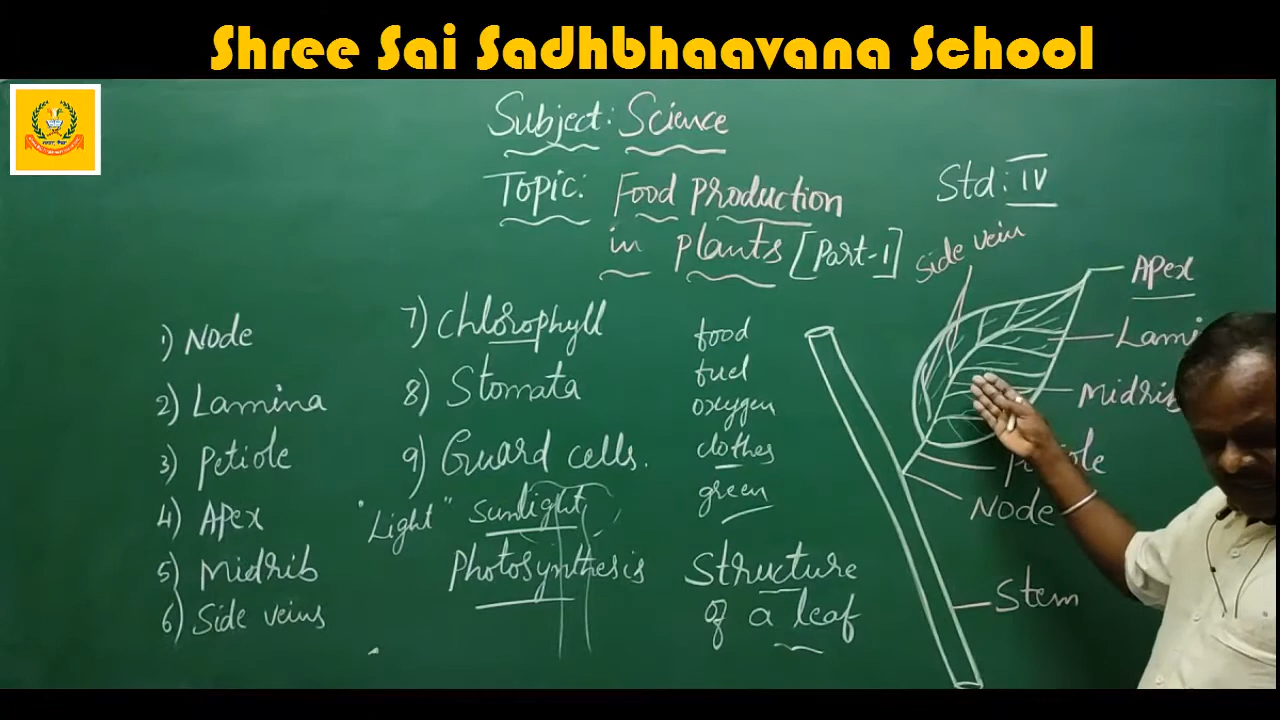 Shree Sai Sadhbhaavana School
Subject: Science
Topic: Food production
in plants [Part-1]
Std: IV
1) Node
2) Lamina
3) Petiole
4) Apex
5) Midrib
6) Side veins
7) Chlorophyll
8) Stomata
9) Guard cells.
"Light" Sunlight
Photosynthesis
food
fuel
oxygen
clothes
green
Structure
of a leaf
Side vein
Apex
Lami
Midrib
Petiole
Node
Stem